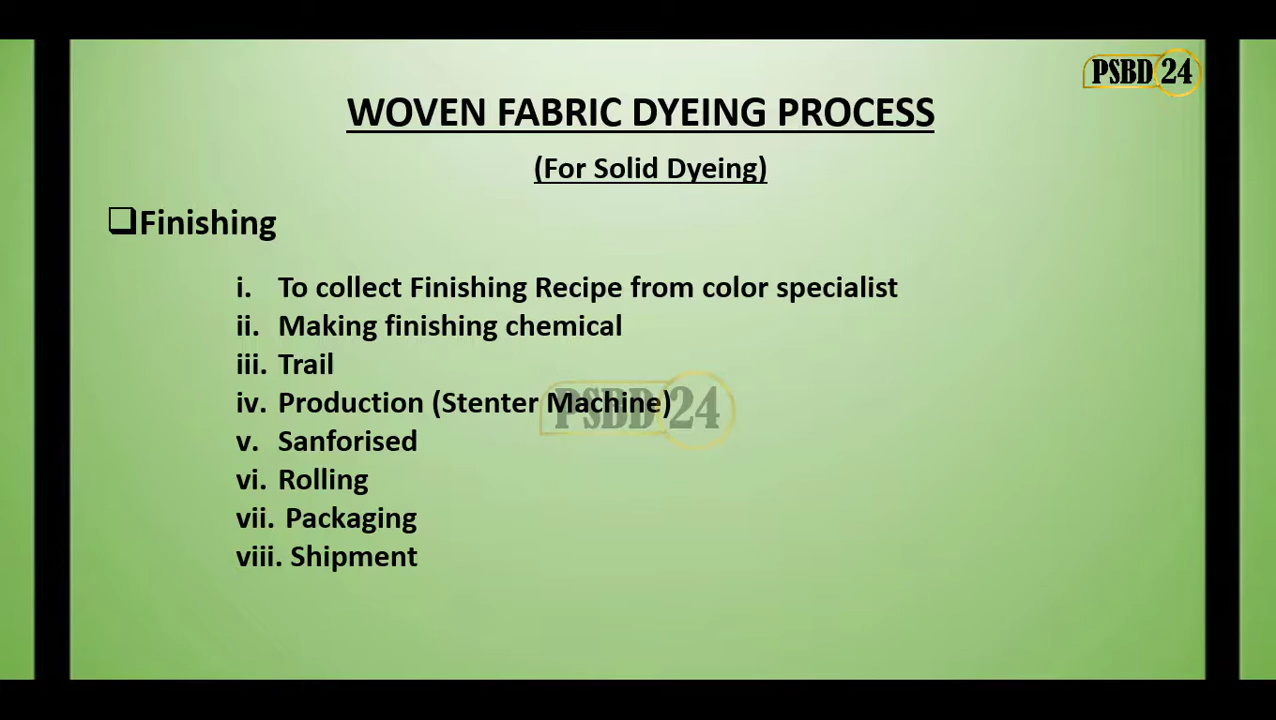 PSBD 24
WOVEN FABRIC DYEING PROCESS
(For Solid Dyeing)
Finishing
i. To collect Finishing Recipe from color specialist
ii. Making finishing chemical
iii. Trail
iv. Production (Stenter Machine)
PSBD 24
v. Sanforised
vi. Rolling
vii. Packaging
viii. Shipment